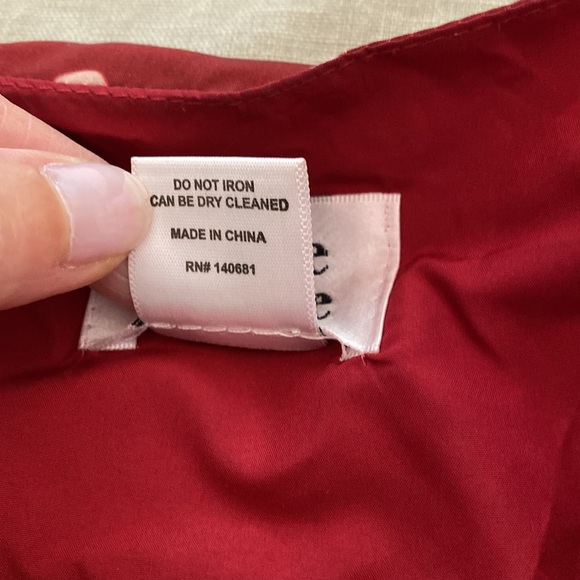 DO NOT IRON
CAN BE DRY CLEANED
MADE IN CHINA
RN# 140681